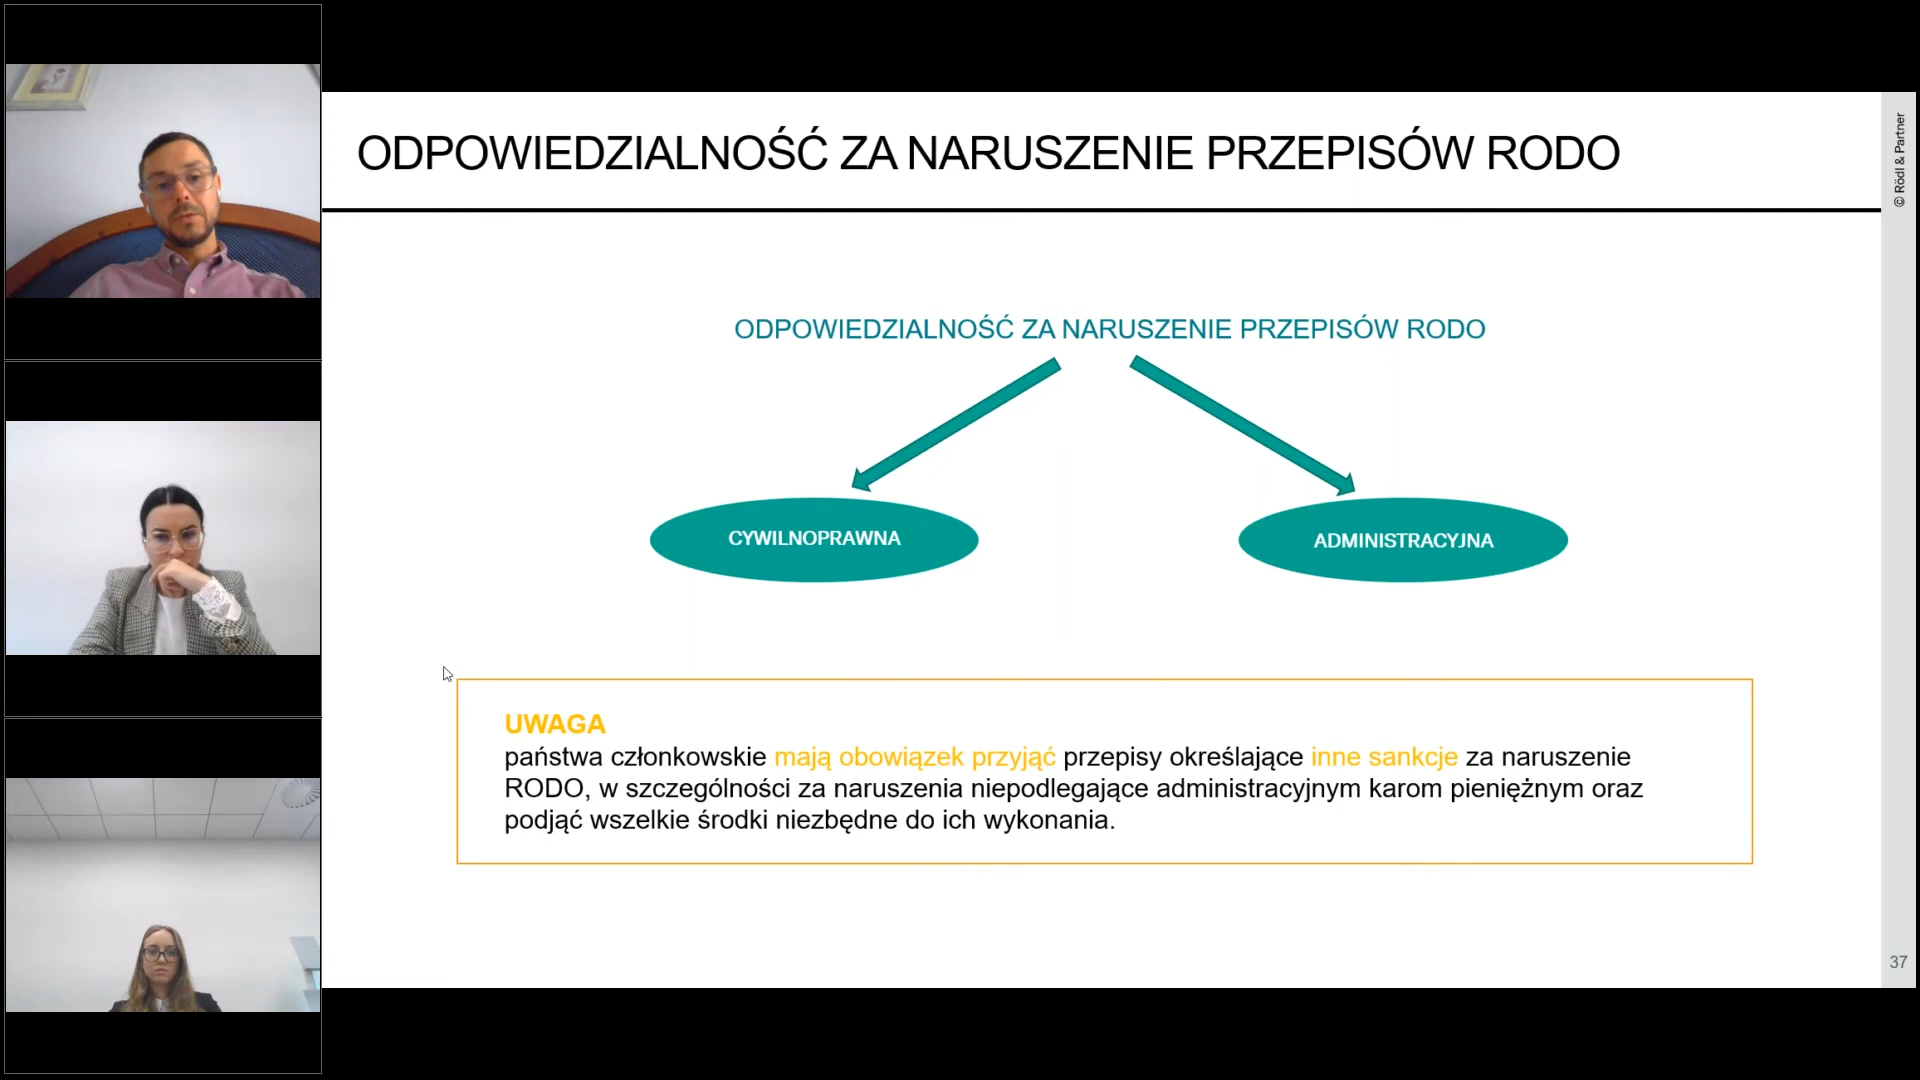 ODPOWIEDZIALNOŚĆ ZA NARUSZENIE PRZEPISÓW RODO
© Rödl & Partner
ODPOWIEDZIALNOŚĆ ZA NARUSZENIE PRZEPISÓW RODO
CYWILNOPRAWNA
ADMINISTRACYJNA
UWAGA
państwa członkowskie mają obowiązek przyjąć przepisy określające inne sankcje za naruszenie
RODO, w szczególności za naruszenia niepodlegające administracyjnym karom pieniężnym oraz
podjąć wszelkie środki niezbędne do ich wykonania.
37